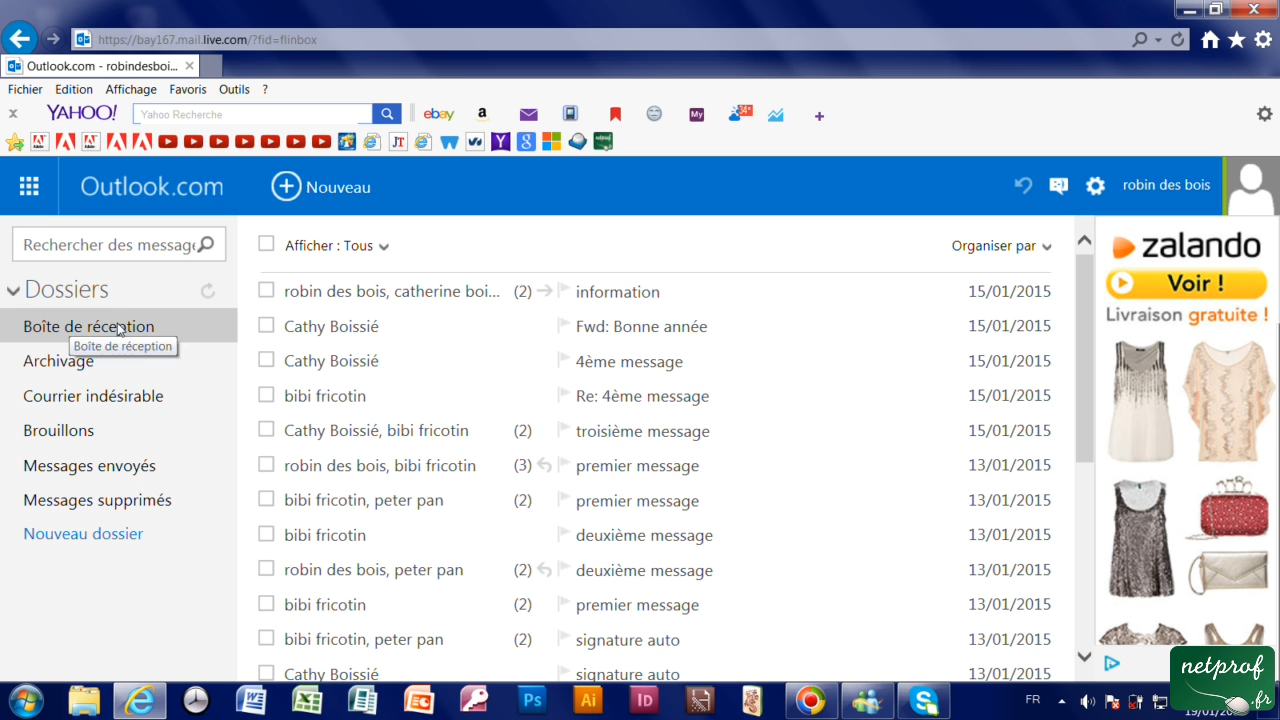 https://bay167.mail.live.com/?fid=flinbox
Outlook.com - robindesboi...
Fichier Edition Affichage Favoris Outils ?
YAHOO! Yahoo Recherche ebay a My 34°
Adobe Adobe JT
Outlook.com Nouveau robin des bois
Rechercher des message
Afficher : Tous Organiser par
Dossiers
Boîte de réception
Boîte de réception
Archivage
Courrier indésirable
Brouillons
Messages envoyés
Messages supprimés
Nouveau dossier
robin des bois, catherine boi... (2) information 15/01/2015
Cathy Boissié Fwd: Bonne année 15/01/2015
Cathy Boissié 4ème message 15/01/2015
bibi fricotin Re: 4ème message 15/01/2015
Cathy Boissié, bibi fricotin (2) troisième message 15/01/2015
robin des bois, bibi fricotin (3) premier message 13/01/2015
bibi fricotin, peter pan (2) premier message 13/01/2015
bibi fricotin deuxième message 13/01/2015
robin des bois, peter pan (2) deuxième message 13/01/2015
bibi fricotin (2) premier message 13/01/2015
bibi fricotin, peter pan (2) signature auto 13/01/2015
Cathy Boissié signature auto 13/01/2015
zalando
Voir !
Livraison gratuite !
Ps Ai Id FR
netprof
.fr